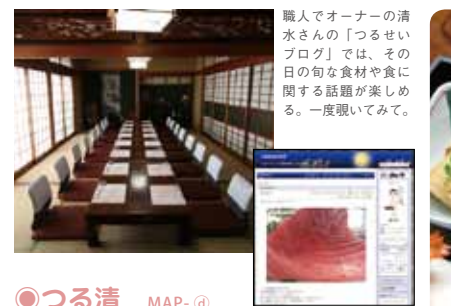 職人でオーナーの清
水さんの「つるせい
ブログ」では、その
日の旬な食材や食に
関する話題が楽しめ
る。一度覗いてみて。
◉つる清 MAP-ⓓ